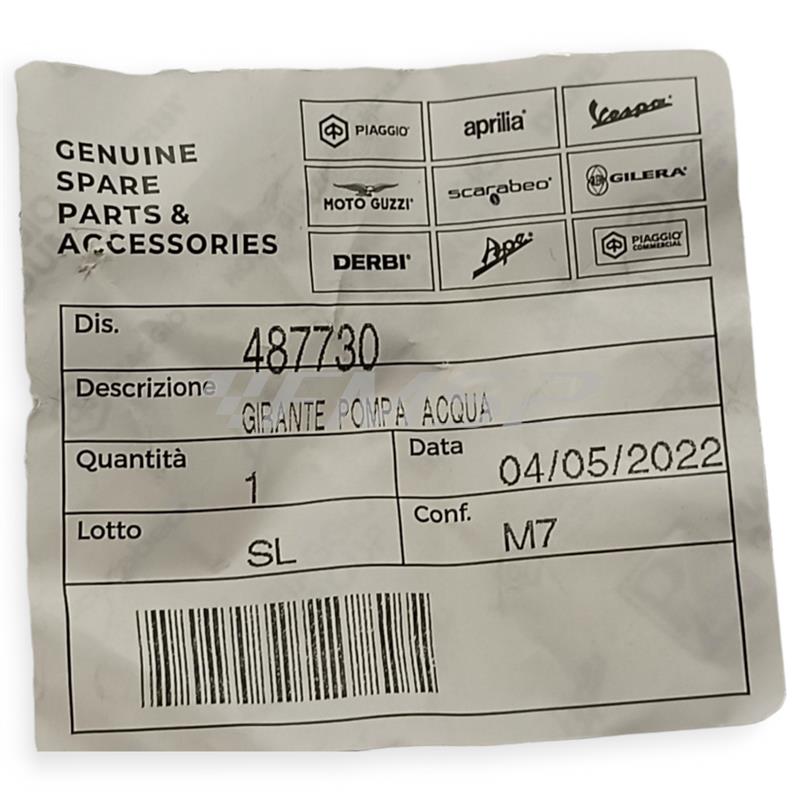 GENUINE
SPARE
PARTS &
ACCESSORIES
PIAGGIO® aprilia® Vespa®
MOTO GUZZI® scarabeo® GILERA®
DERBI® Ape® PIAGGIO® COMMERCIAL
Dis. 487730
Descrizione GIRANTE POMPA ACQUA
Quantità 1 Data 04/05/2022
Lotto SL Conf. M7